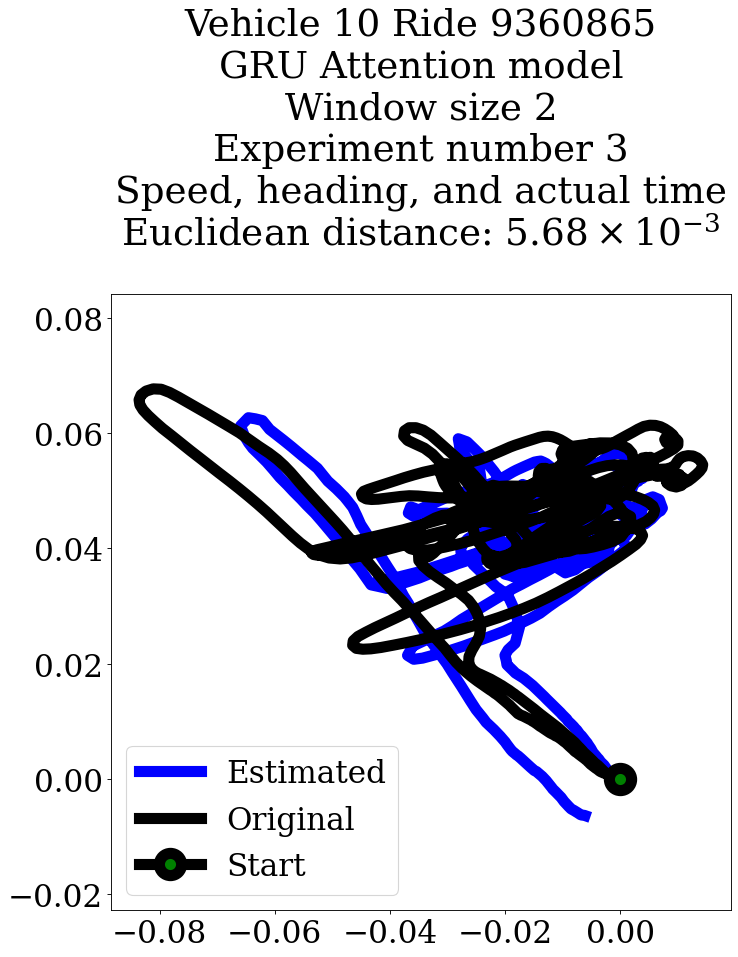 Vehicle 10 Ride 9360865
GRU Attention model
Window size 2
Experiment number 3
Speed, heading, and actual time
Euclidean distance: 5.68 × 10⁻³
0.08
0.06
0.04
0.02
0.00
−0.02
Estimated
Original
Start
−0.08 −0.06 −0.04 −0.02 0.00